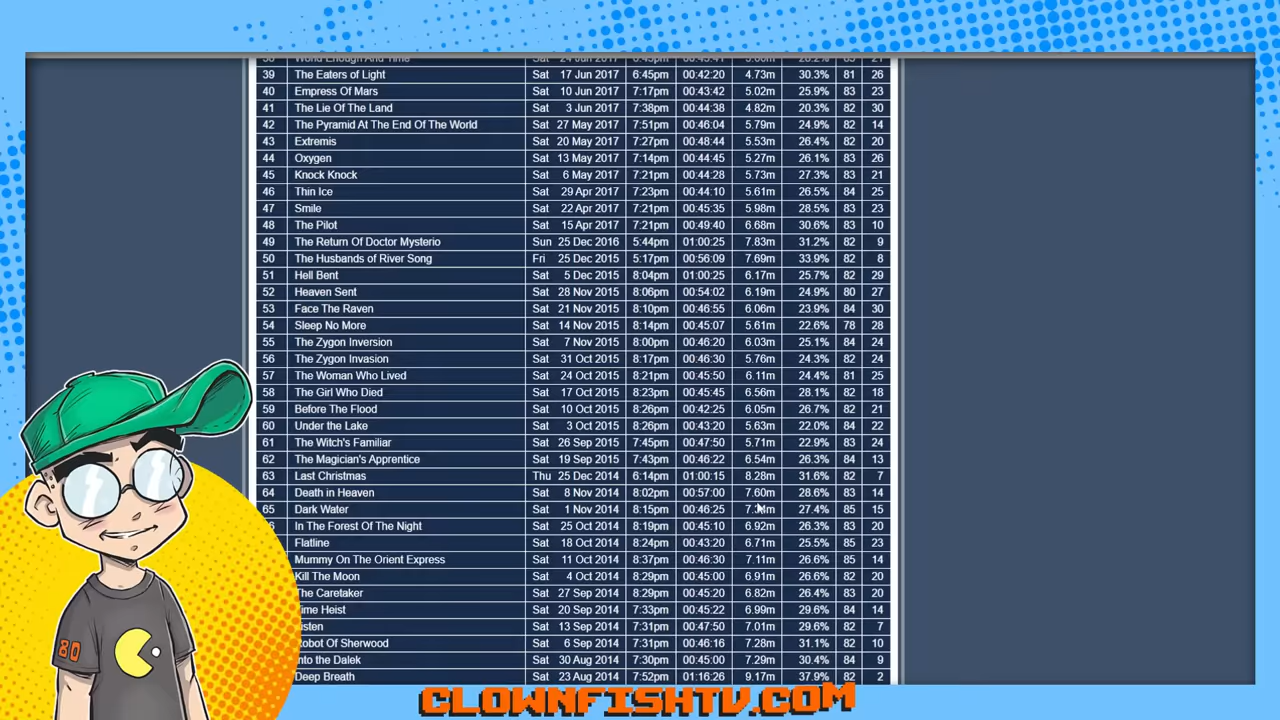 World Enough And Time Sat 24 Jun 2017 6:45pm
39 The Eaters of Light Sat 17 Jun 2017 6:45pm 00:42:20 4.73m 30.3% 81 26
40 Empress Of Mars Sat 10 Jun 2017 7:17pm 00:43:42 5.02m 25.9% 83 23
41 The Lie Of The Land Sat 3 Jun 2017 7:38pm 00:44:38 4.82m 20.3% 82 30
42 The Pyramid At The End Of The World Sat 27 May 2017 7:51pm 00:46:04 5.79m 24.9% 82 14
43 Extremis Sat 20 May 2017 7:27pm 00:48:44 5.53m 26.4% 82 20
44 Oxygen Sat 13 May 2017 7:14pm 00:44:45 5.27m 26.1% 83 26
45 Knock Knock Sat 6 May 2017 7:21pm 00:44:28 5.73m 27.3% 83 21
46 Thin Ice Sat 29 Apr 2017 7:23pm 00:44:10 5.61m 26.5% 84 25
47 Smile Sat 22 Apr 2017 7:21pm 00:45:35 5.98m 28.5% 83 23
48 The Pilot Sat 15 Apr 2017 7:21pm 00:49:40 6.68m 30.6% 83 10
49 The Return Of Doctor Mysterio Sun 25 Dec 2016 5:44pm 01:00:25 7.83m 31.2% 82 9
50 The Husbands of River Song Fri 25 Dec 2015 5:17pm 00:56:09 7.69m 33.9% 82 8
51 Hell Bent Sat 5 Dec 2015 8:04pm 01:00:25 6.17m 25.7% 82 29
52 Heaven Sent Sat 28 Nov 2015 8:06pm 00:54:02 6.19m 24.9% 80 27
53 Face The Raven Sat 21 Nov 2015 8:10pm 00:46:55 6.06m 23.9% 84 30
54 Sleep No More Sat 14 Nov 2015 8:14pm 00:45:07 5.61m 22.6% 78 28
55 The Zygon Inversion Sat 7 Nov 2015 8:00pm 00:46:20 6.03m 25.1% 84 24
56 The Zygon Invasion Sat 31 Oct 2015 8:17pm 00:46:30 5.76m 24.3% 82 24
57 The Woman Who Lived Sat 24 Oct 2015 8:21pm 00:45:50 6.11m 24.4% 81 25
58 The Girl Who Died Sat 17 Oct 2015 8:23pm 00:45:45 6.56m 28.1% 82 18
59 Before The Flood Sat 10 Oct 2015 8:26pm 00:42:25 6.05m 26.7% 82 21
60 Under the Lake Sat 3 Oct 2015 8:26pm 00:43:20 5.63m 22.0% 84 22
61 The Witch's Familiar Sat 26 Sep 2015 7:45pm 00:47:50 5.71m 22.9% 83 24
62 The Magician's Apprentice Sat 19 Sep 2015 7:43pm 00:46:22 6.54m 26.3% 84 13
63 Last Christmas Thu 25 Dec 2014 6:14pm 01:00:15 8.28m 31.6% 82 7
64 Death in Heaven Sat 8 Nov 2014 8:02pm 00:57:00 7.60m 28.6% 83 14
65 Dark Water Sat 1 Nov 2014 8:15pm 00:46:25 27.4% 85 15
In The Forest Of The Night Sat 25 Oct 2014 8:19pm 00:45:10 6.92m 26.3% 83 20
Flatline Sat 18 Oct 2014 8:24pm 00:43:20 6.71m 25.5% 85 23
Mummy On The Orient Express Sat 11 Oct 2014 8:37pm 00:46:30 7.11m 26.6% 85 14
Kill The Moon Sat 4 Oct 2014 8:29pm 00:45:00 6.91m 26.6% 82 20
The Caretaker Sat 27 Sep 2014 8:29pm 00:45:20 6.82m 26.4% 83 20
Time Heist Sat 20 Sep 2014 7:33pm 00:45:22 6.99m 29.6% 84 14
Listen Sat 13 Sep 2014 7:31pm 00:47:50 7.01m 29.6% 82 7
Robot Of Sherwood Sat 6 Sep 2014 7:31pm 00:46:16 7.28m 31.1% 82 10
Into the Dalek Sat 30 Aug 2014 7:30pm 00:45:00 7.29m 30.4% 84 9
Deep Breath Sat 23 Aug 2014 7:52pm 01:16:26 9.17m 37.9% 82 2
80
CLOWNFISHTV.COM